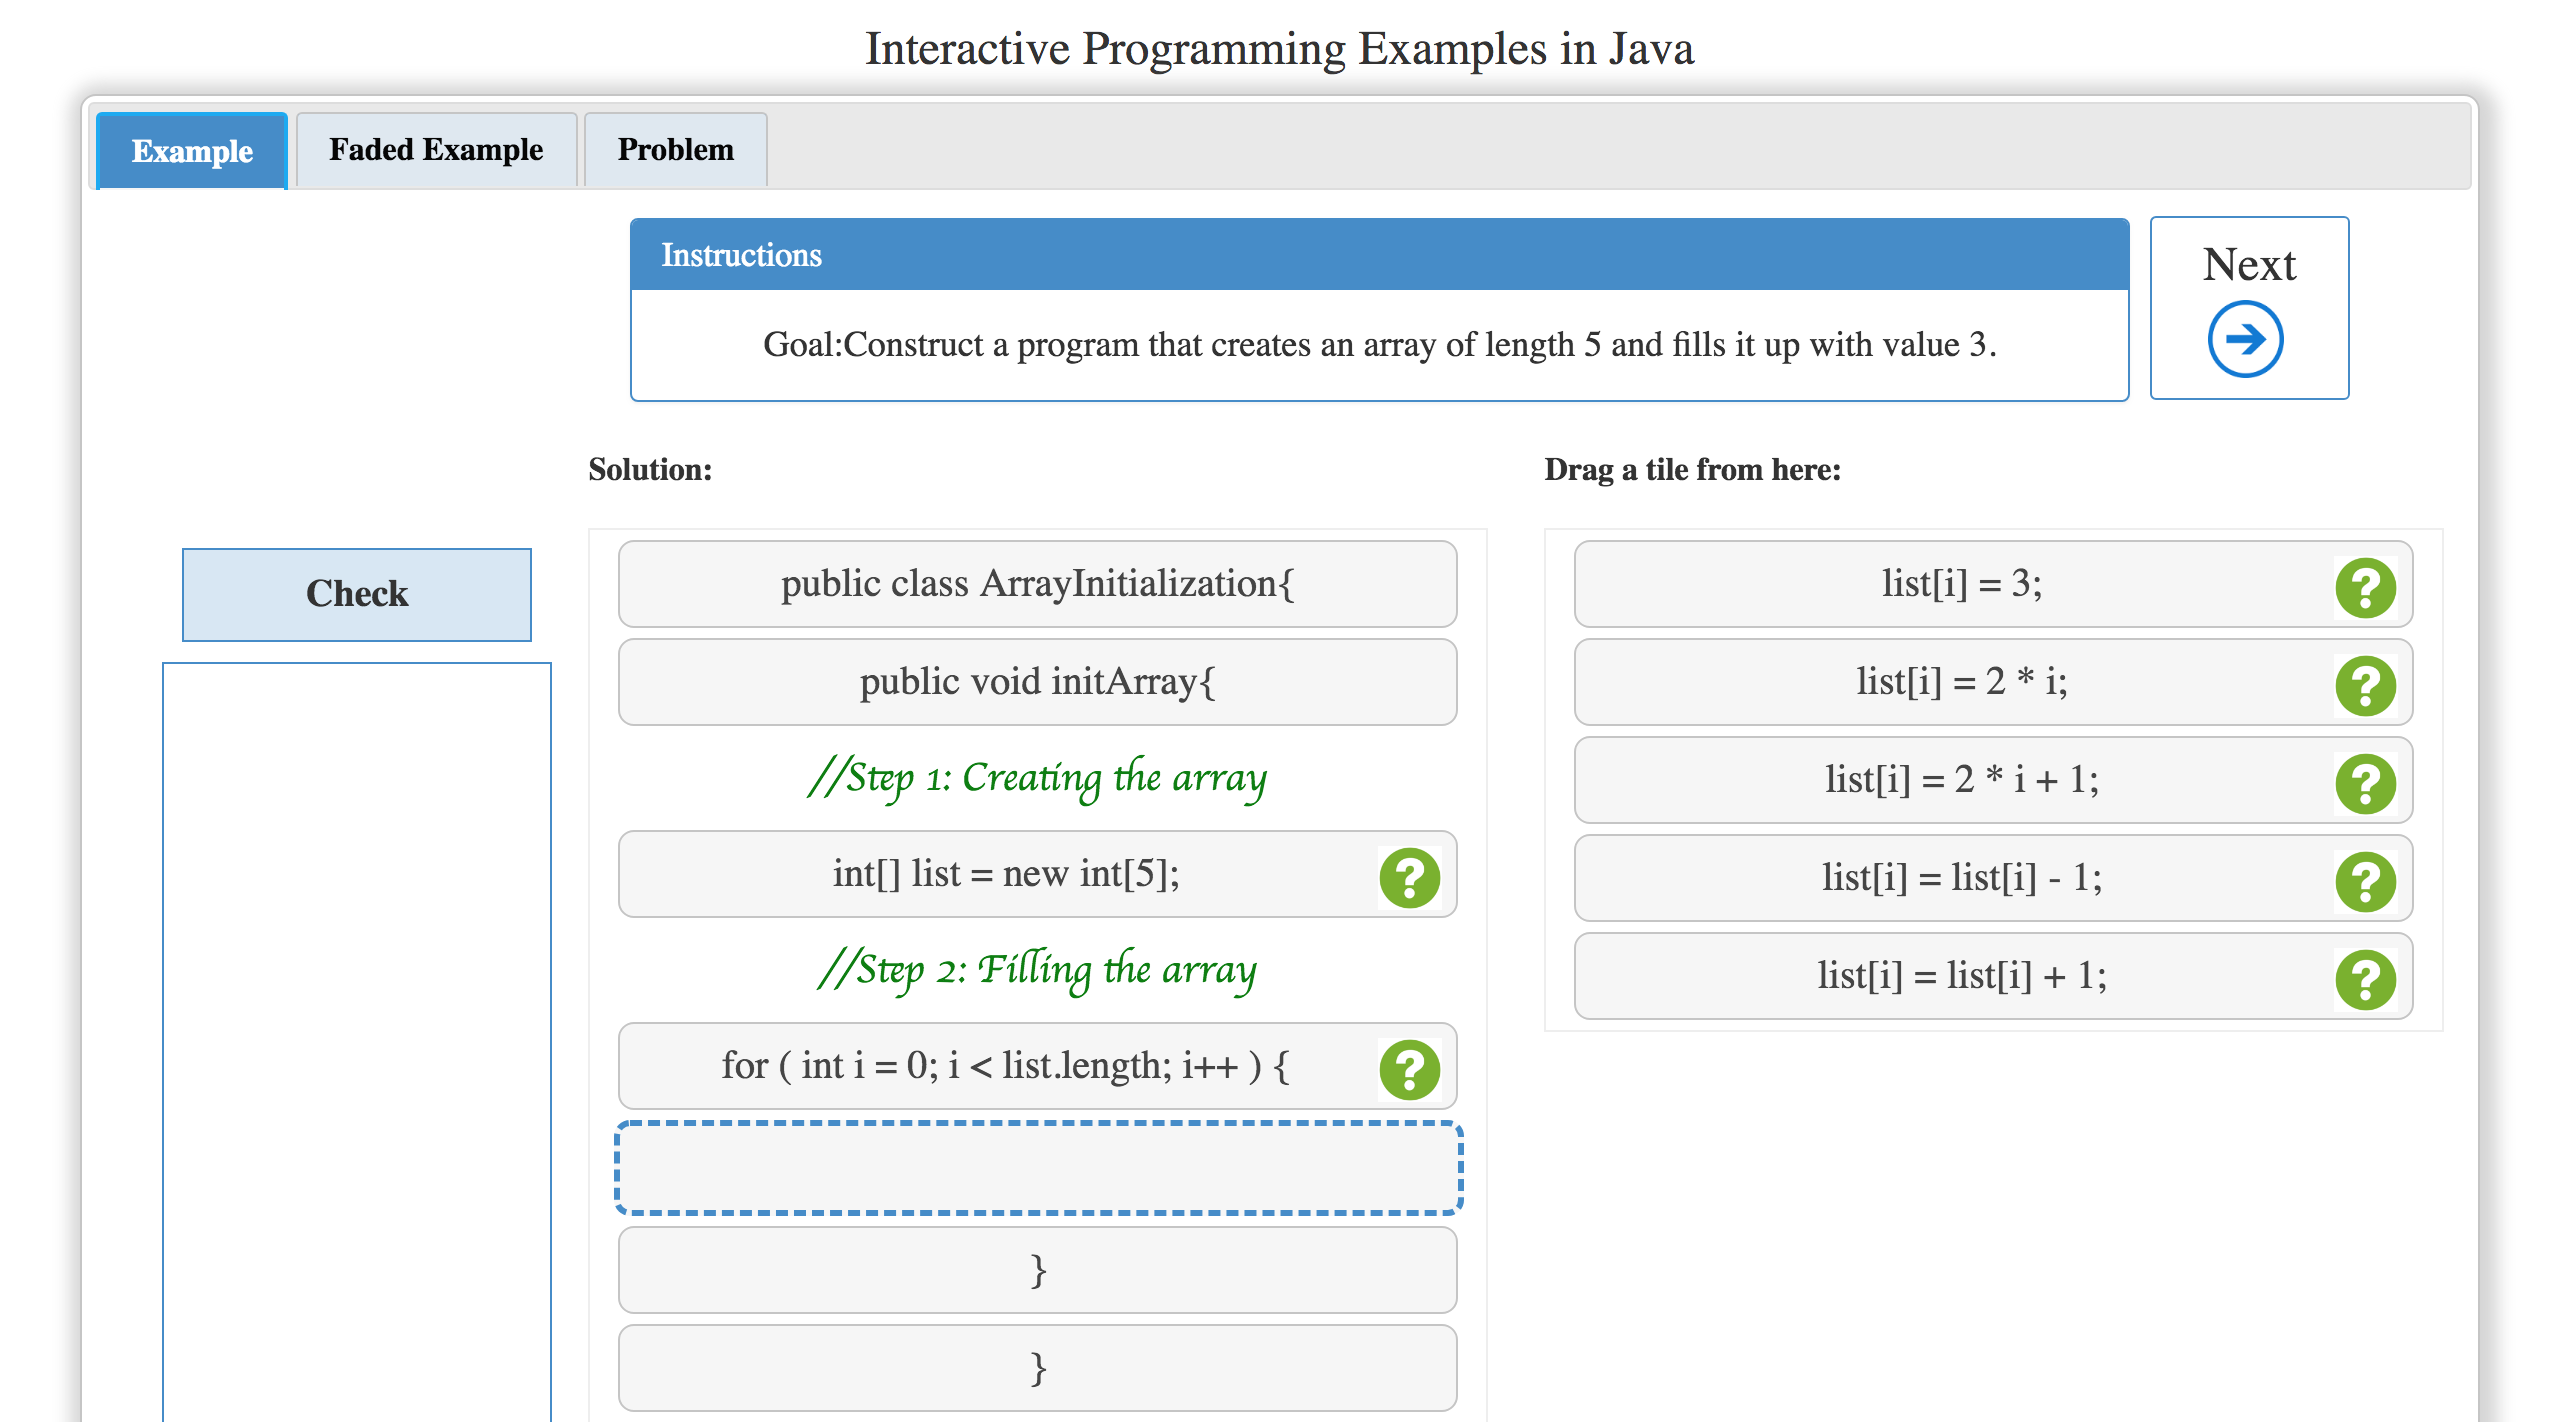 Interactive Programming Examples in Java
Example
Faded Example
Problem
Instructions
Goal:Construct a program that creates an array of length 5 and fills it up with value 3.
Next
Solution:
Drag a tile from here:
Check
public class ArrayInitialization{
public void initArray{
//Step 1: Creating the array
int[] list = new int[5];
?
//Step 2: Filling the array
for ( int i = 0; i < list.length; i++ ) {
?
}
}
list[i] = 3;
?
list[i] = 2 * i;
?
list[i] = 2 * i + 1;
?
list[i] = list[i] - 1;
?
list[i] = list[i] + 1;
?